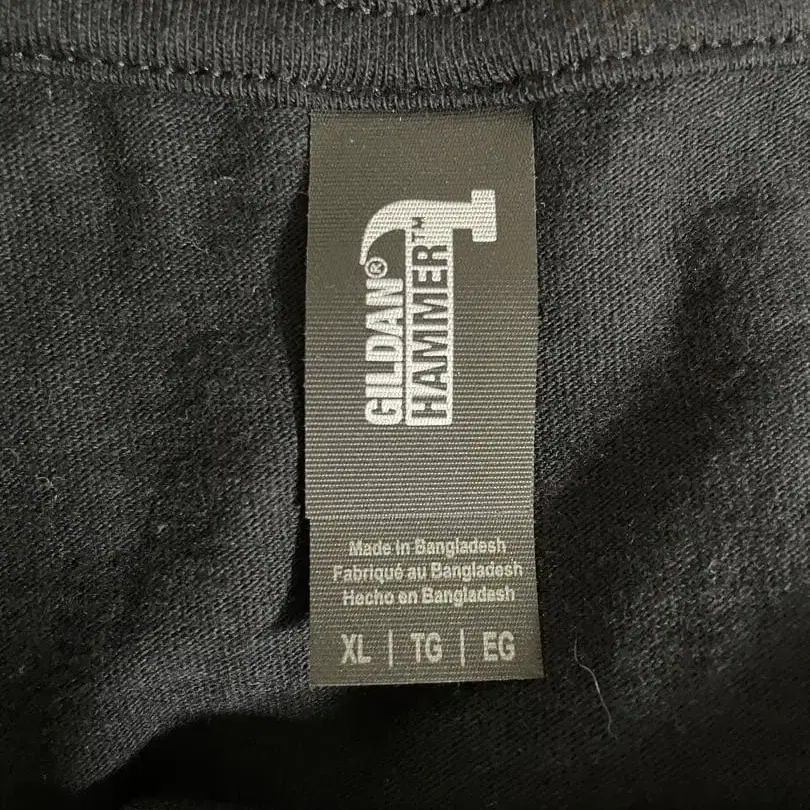 GILDAN®
HAMMER™
Made in Bangladesh
Fabriqué au Bangladesh
Hecho en Bangladesh
XL | TG | EG